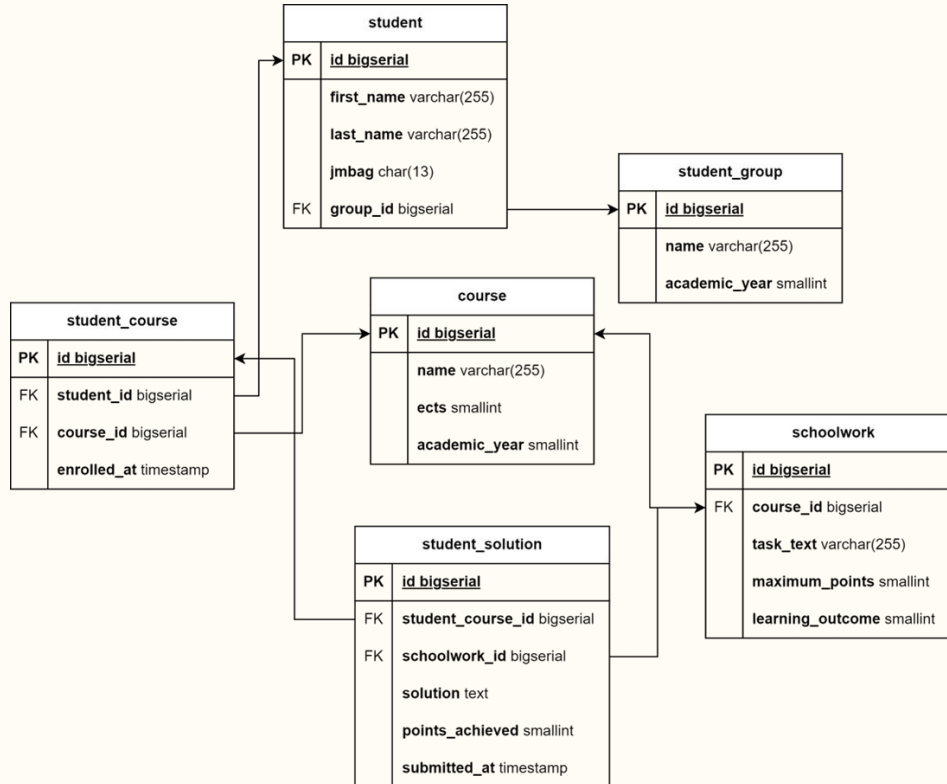 student
PK id bigserial
first_name varchar(255)
last_name varchar(255)
jmbag char(13)
FK group_id bigserial
student_group
PK id bigserial
name varchar(255)
academic_year smallint
course
PK id bigserial
name varchar(255)
ects smallint
academic_year smallint
student_course
PK id bigserial
FK student_id bigserial
FK course_id bigserial
enrolled_at timestamp
schoolwork
PK id bigserial
FK course_id bigserial
task_text varchar(255)
maximum_points smallint
learning_outcome smallint
student_solution
PK id bigserial
FK student_course_id bigserial
FK schoolwork_id bigserial
solution text
points_achieved smallint
submitted_at timestamp